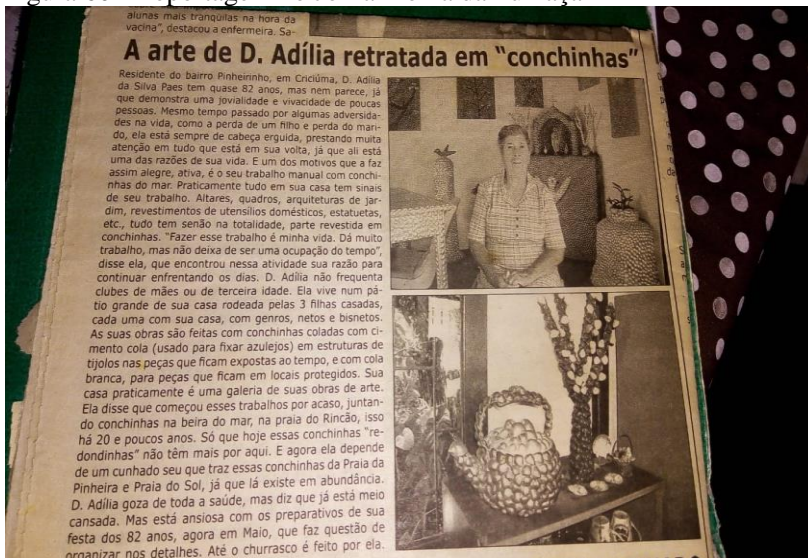 alunas mais tranquilas na hora da
vacina", destacou a enfermeira. Sa-
A arte de D. Adília retratada em "conchinhas"
Residente do bairro Pinheirinho, em Criciúma, D. Adília
da Silva Paes tem quase 82 anos, mas nem parece, já
que demonstra uma jovialidade e vivacidade de poucas
pessoas. Mesmo tempo passado por algumas adversida-
des na vida, como a perda de um filho e perda do mari-
do, ela está sempre de cabeça erguida, prestando muita
atenção em tudo que está em sua volta, já que ali está
uma das razões de sua vida. E um dos motivos que a faz
assim alegre, ativa, é o seu trabalho manual com conchi-
nhas do mar. Praticamente tudo em sua casa tem sinais
de seu trabalho. Altares, quadros, arquiteturas de jar-
dim, revestimentos de utensílios domésticos, estatuetas,
etc., tudo tem senão na totalidade, parte revestida em
conchinhas. "Fazer esse trabalho é minha vida. Dá muito
trabalho, mas não deixa de ser uma ocupação do tempo",
disse ela, que encontrou nessa atividade sua razão para
continuar enfrentando os dias. D. Adília não frequenta
clubes de mães ou de terceira idade. Ela vive num pá-
tio grande de sua casa rodeada pelas 3 filhas casadas,
cada uma com sua casa, com genros, netos e bisnetos.
As suas obras são feitas com conchinhas coladas com ci-
mento cola (usado para fixar azulejos) em estruturas de
tijolos nas peças que ficam expostas ao tempo, e com cola
branca, para peças que ficam em locais protegidos. Sua
casa praticamente é uma galeria de suas obras de arte.
Ela disse que começou esses trabalhos por acaso, juntan-
do conchinhas na beira do mar, na praia do Rincão, isso
há 20 e poucos anos. Só que hoje essas conchinhas "re-
dondinhas" não têm mais por aqui. E agora ela depende
de um cunhado seu que traz essas conchinhas da Praia da
Pinheira e Praia do Sol, já que lá existe em abundância.
D. Adília goza de toda a saúde, mas diz que já está meio
cansada. Mas está ansiosa com os preparativos de sua
festa dos 82 anos, agora em Maio, que faz questão de
organizar nos detalhes. Até o churrasco é feito por ela.